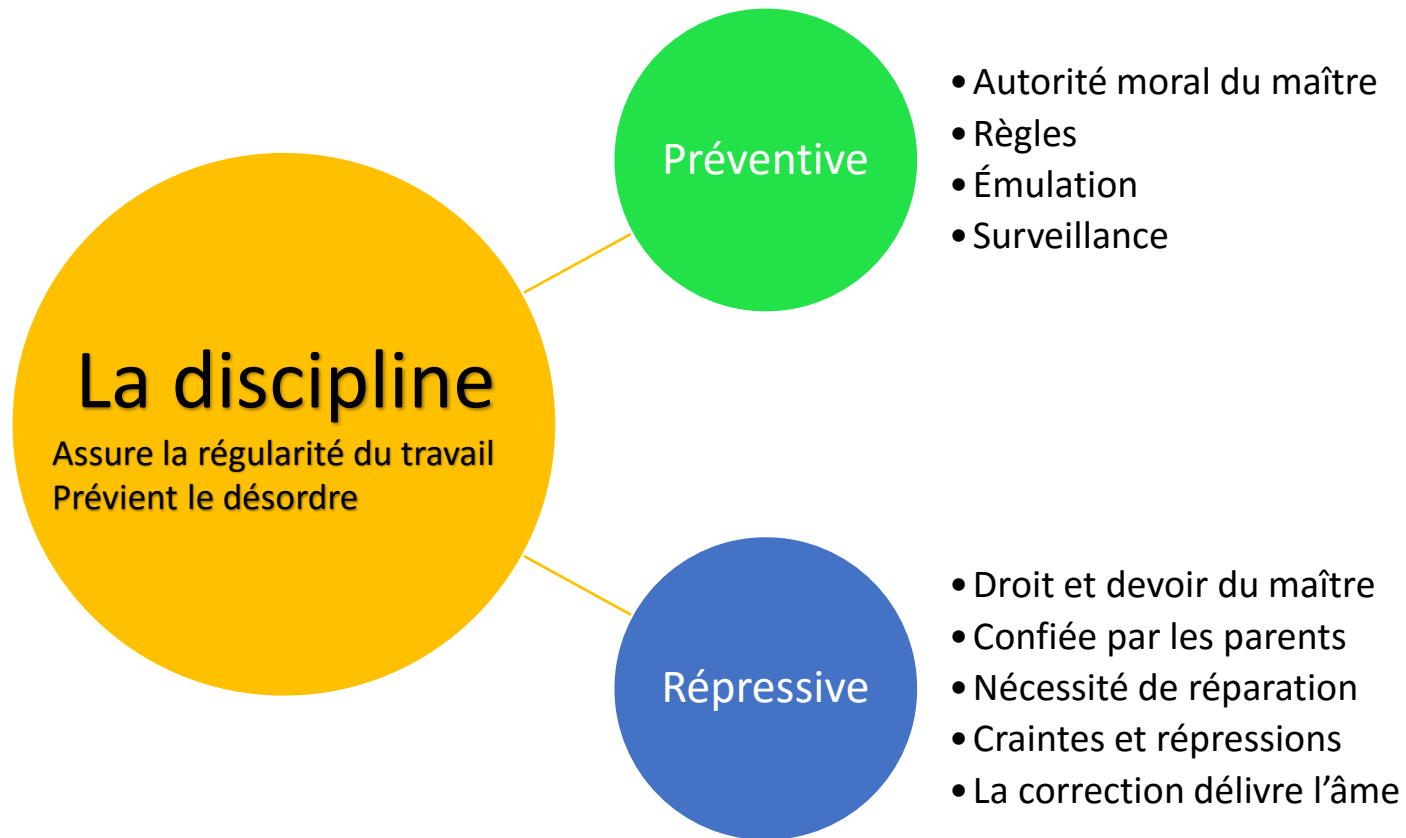 La discipline
Assure la régularité du travail
Prévient le désordre
Préventive
• Autorité moral du maître
• Règles
• Émulation
• Surveillance
Répressive
• Droit et devoir du maître
• Confiée par les parents
• Nécessité de réparation
• Craintes et répressions
• La correction délivre l’âme